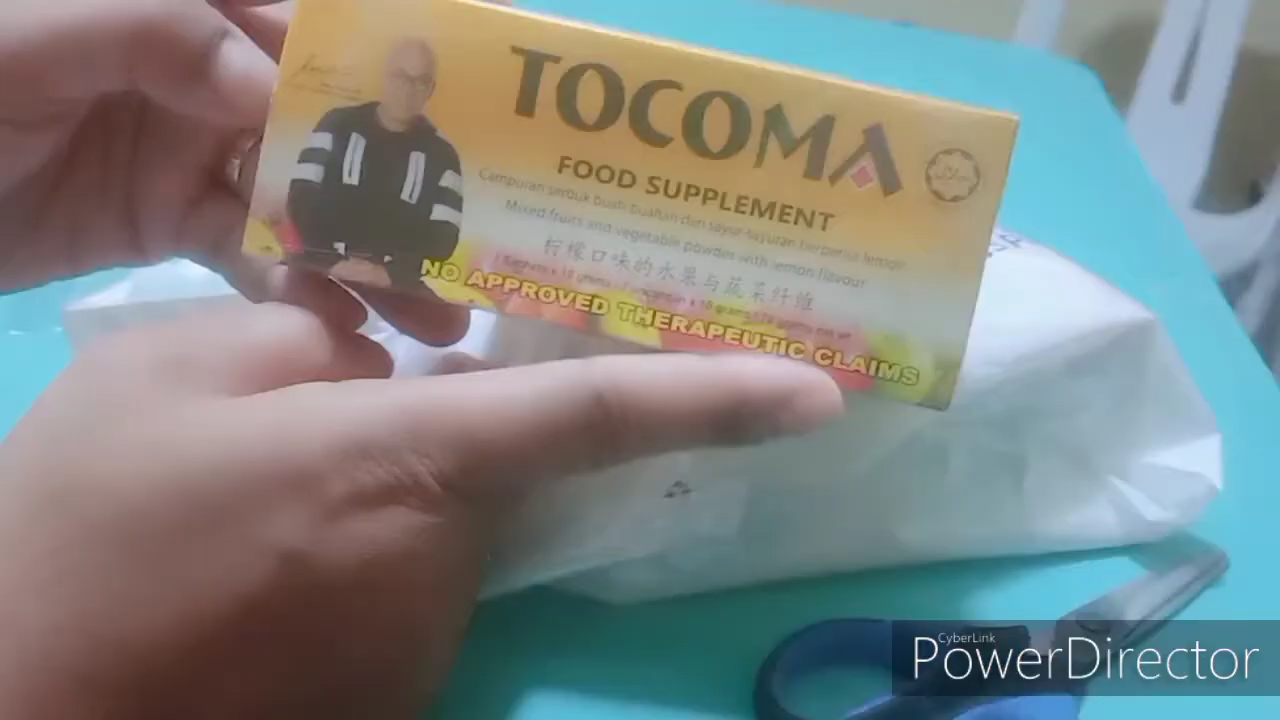 TOCOMA
FOOD SUPPLEMENT
Campuran serbuk buah-buahan dan sayur-sayuran berperisa lemon
Mixed fruits and vegetable powder with lemon flavour
柠檬口味的水果与蔬菜纤维
NO APPROVED THERAPEUTIC CLAIMS
CyberLink
PowerDirector